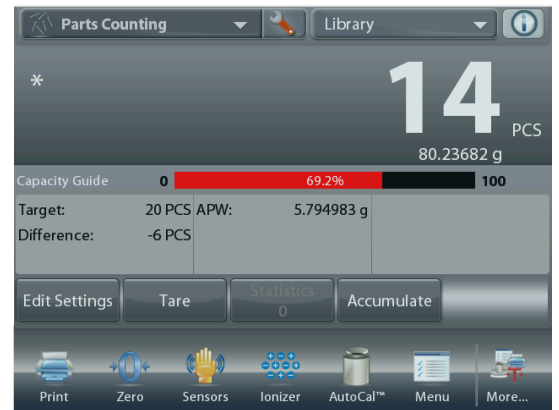 Parts Counting Library
*
14 PCS
80.23682 g
Capacity Guide 0 69.2% 100
Target: 20 PCS APW: 5.794983 g
Difference: -6 PCS
Edit Settings Tare Statistics 0 Accumulate
Print Zero Sensors Ionizer AutoCal™ Menu More...